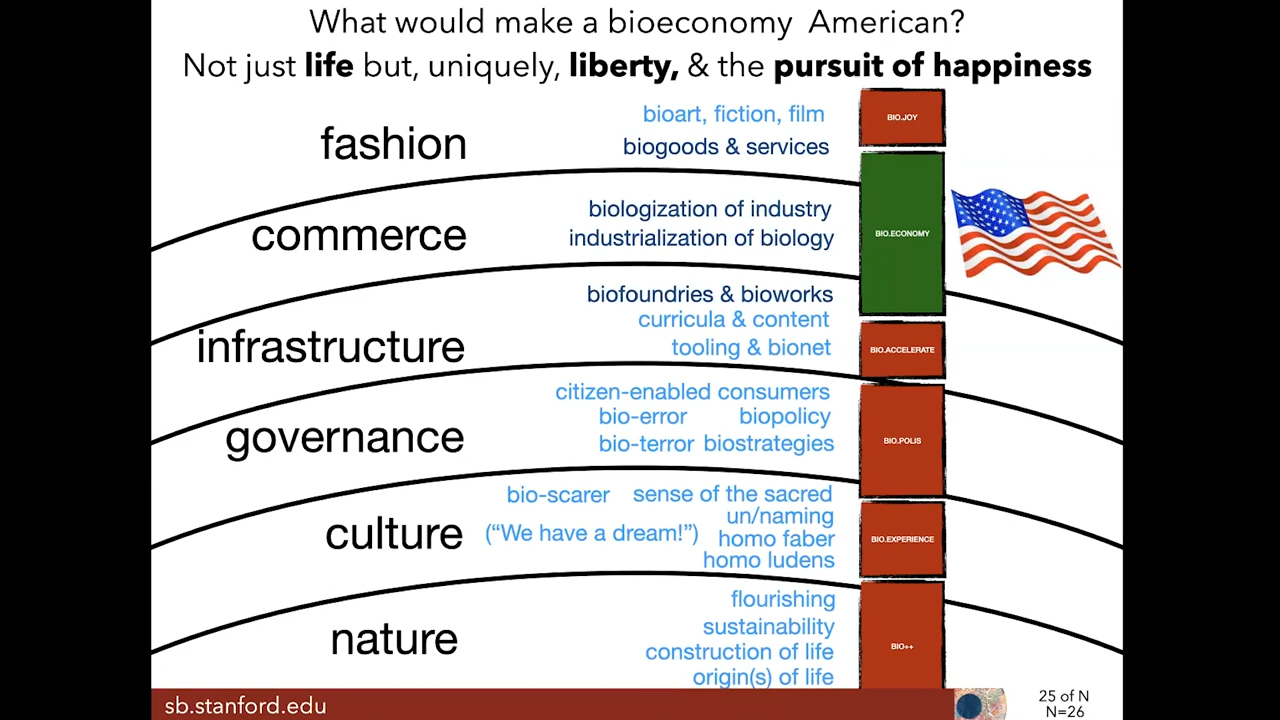 What would make a bioeconomy American?
Not just life but, uniquely, liberty, & the pursuit of happiness
fashion
bioart, fiction, film
biogoods & services
BIO.JOY
commerce
biologization of industry
industrialization of biology
BIO.ECONOMY
infrastructure
biofoundries & bioworks
curricula & content
tooling & bionet
BIO.ACCELERATE
governance
citizen-enabled consumers
bio-error biopolicy
bio-terror biostrategies
BIO.POLIS
culture
bio-scarer sense of the sacred
un/naming
(“We have a dream!”) homo faber
homo ludens
BIO.EXPERIENCE
nature
flourishing
sustainability
construction of life
origin(s) of life
BIO++
sb.stanford.edu
25 of N
N=26